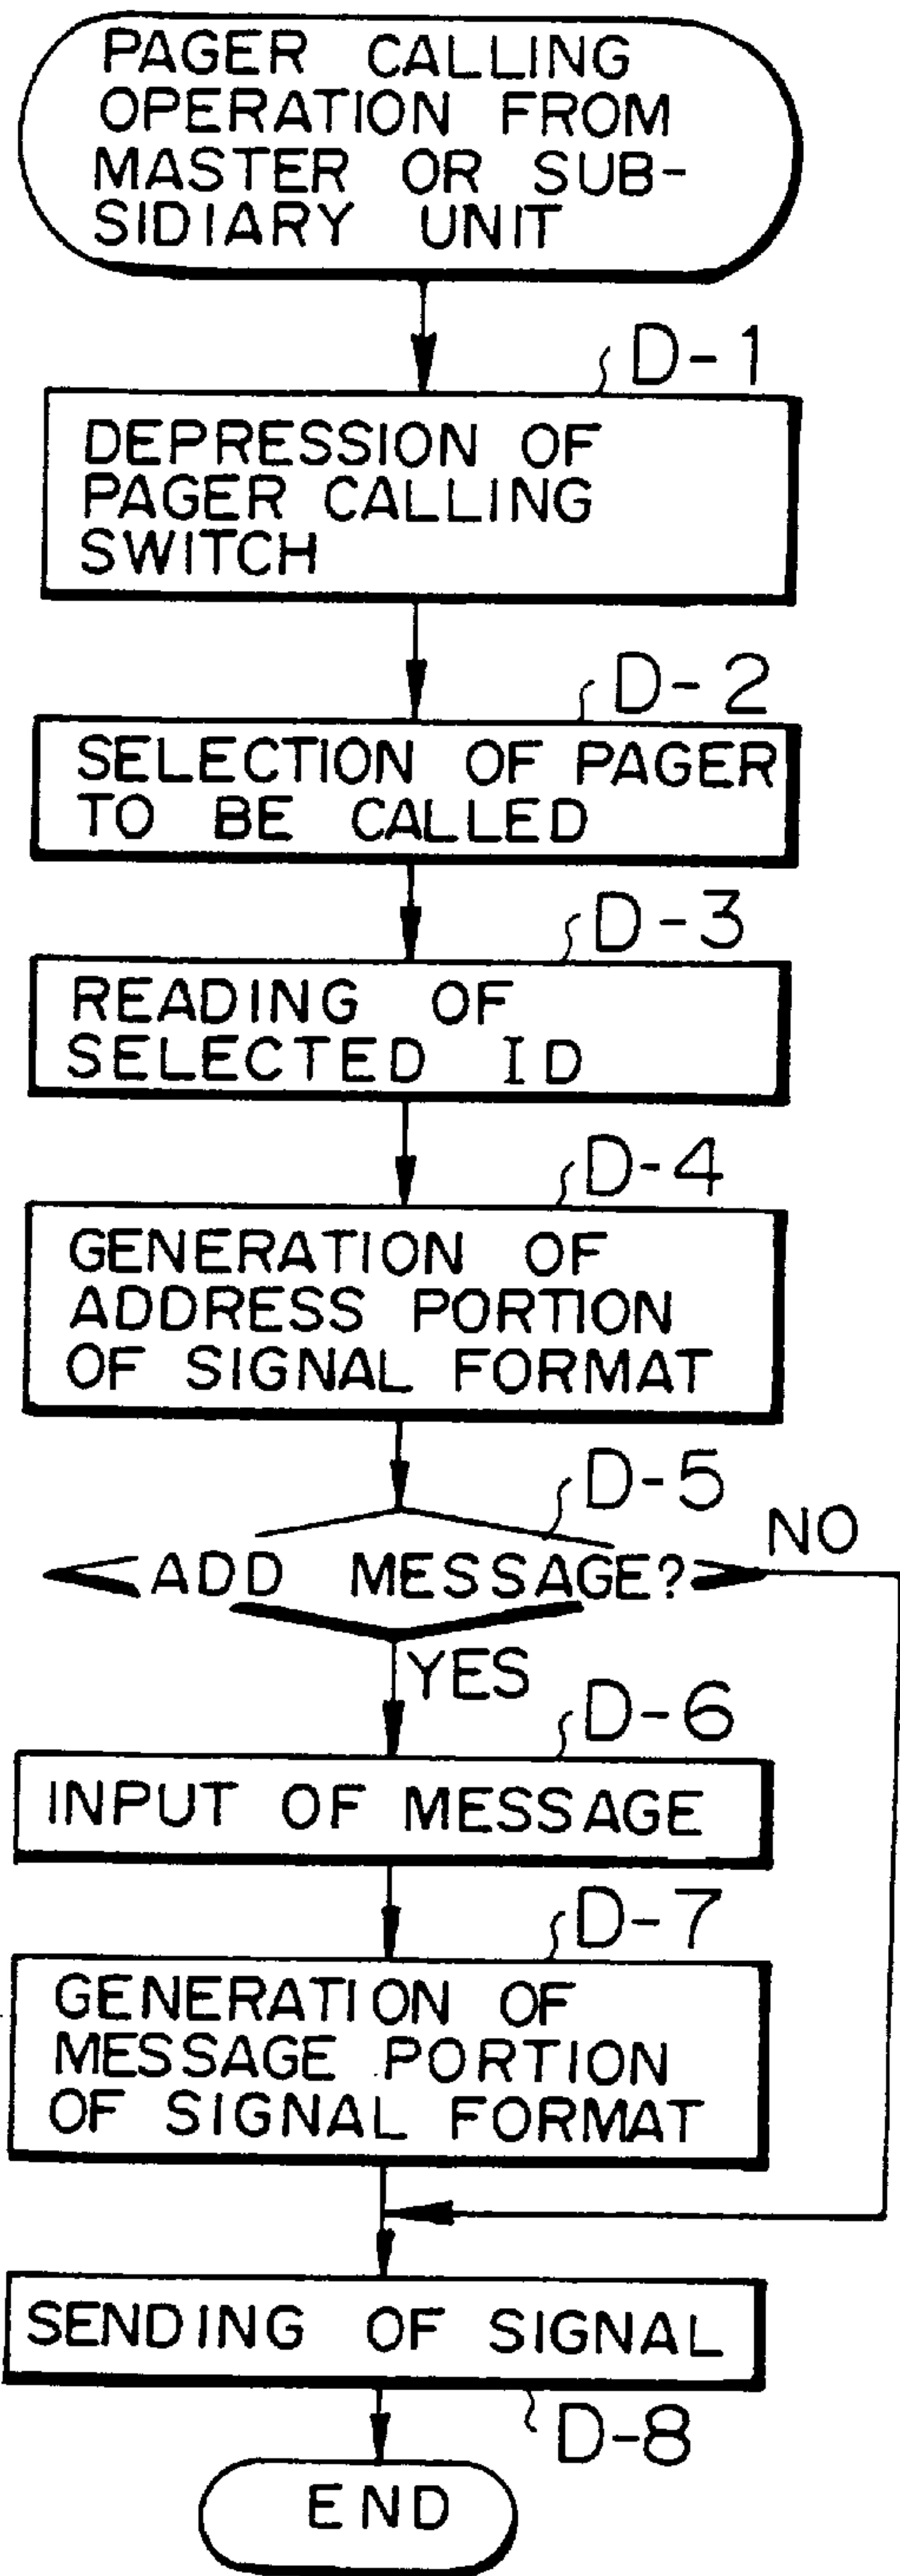 PAGER CALLING
OPERATION FROM
MASTER OR SUB-
SIDIARY UNIT
D-1
DEPRESSION OF
PAGER CALLING
SWITCH
D-2
SELECTION OF PAGER
TO BE CALLED
D-3
READING OF
SELECTED ID
D-4
GENERATION OF
ADDRESS PORTION
OF SIGNAL FORMAT
D-5
NO
ADD MESSAGE?
YES
D-6
INPUT OF MESSAGE
D-7
GENERATION OF
MESSAGE PORTION
OF SIGNAL FORMAT
SENDING OF SIGNAL
D-8
END